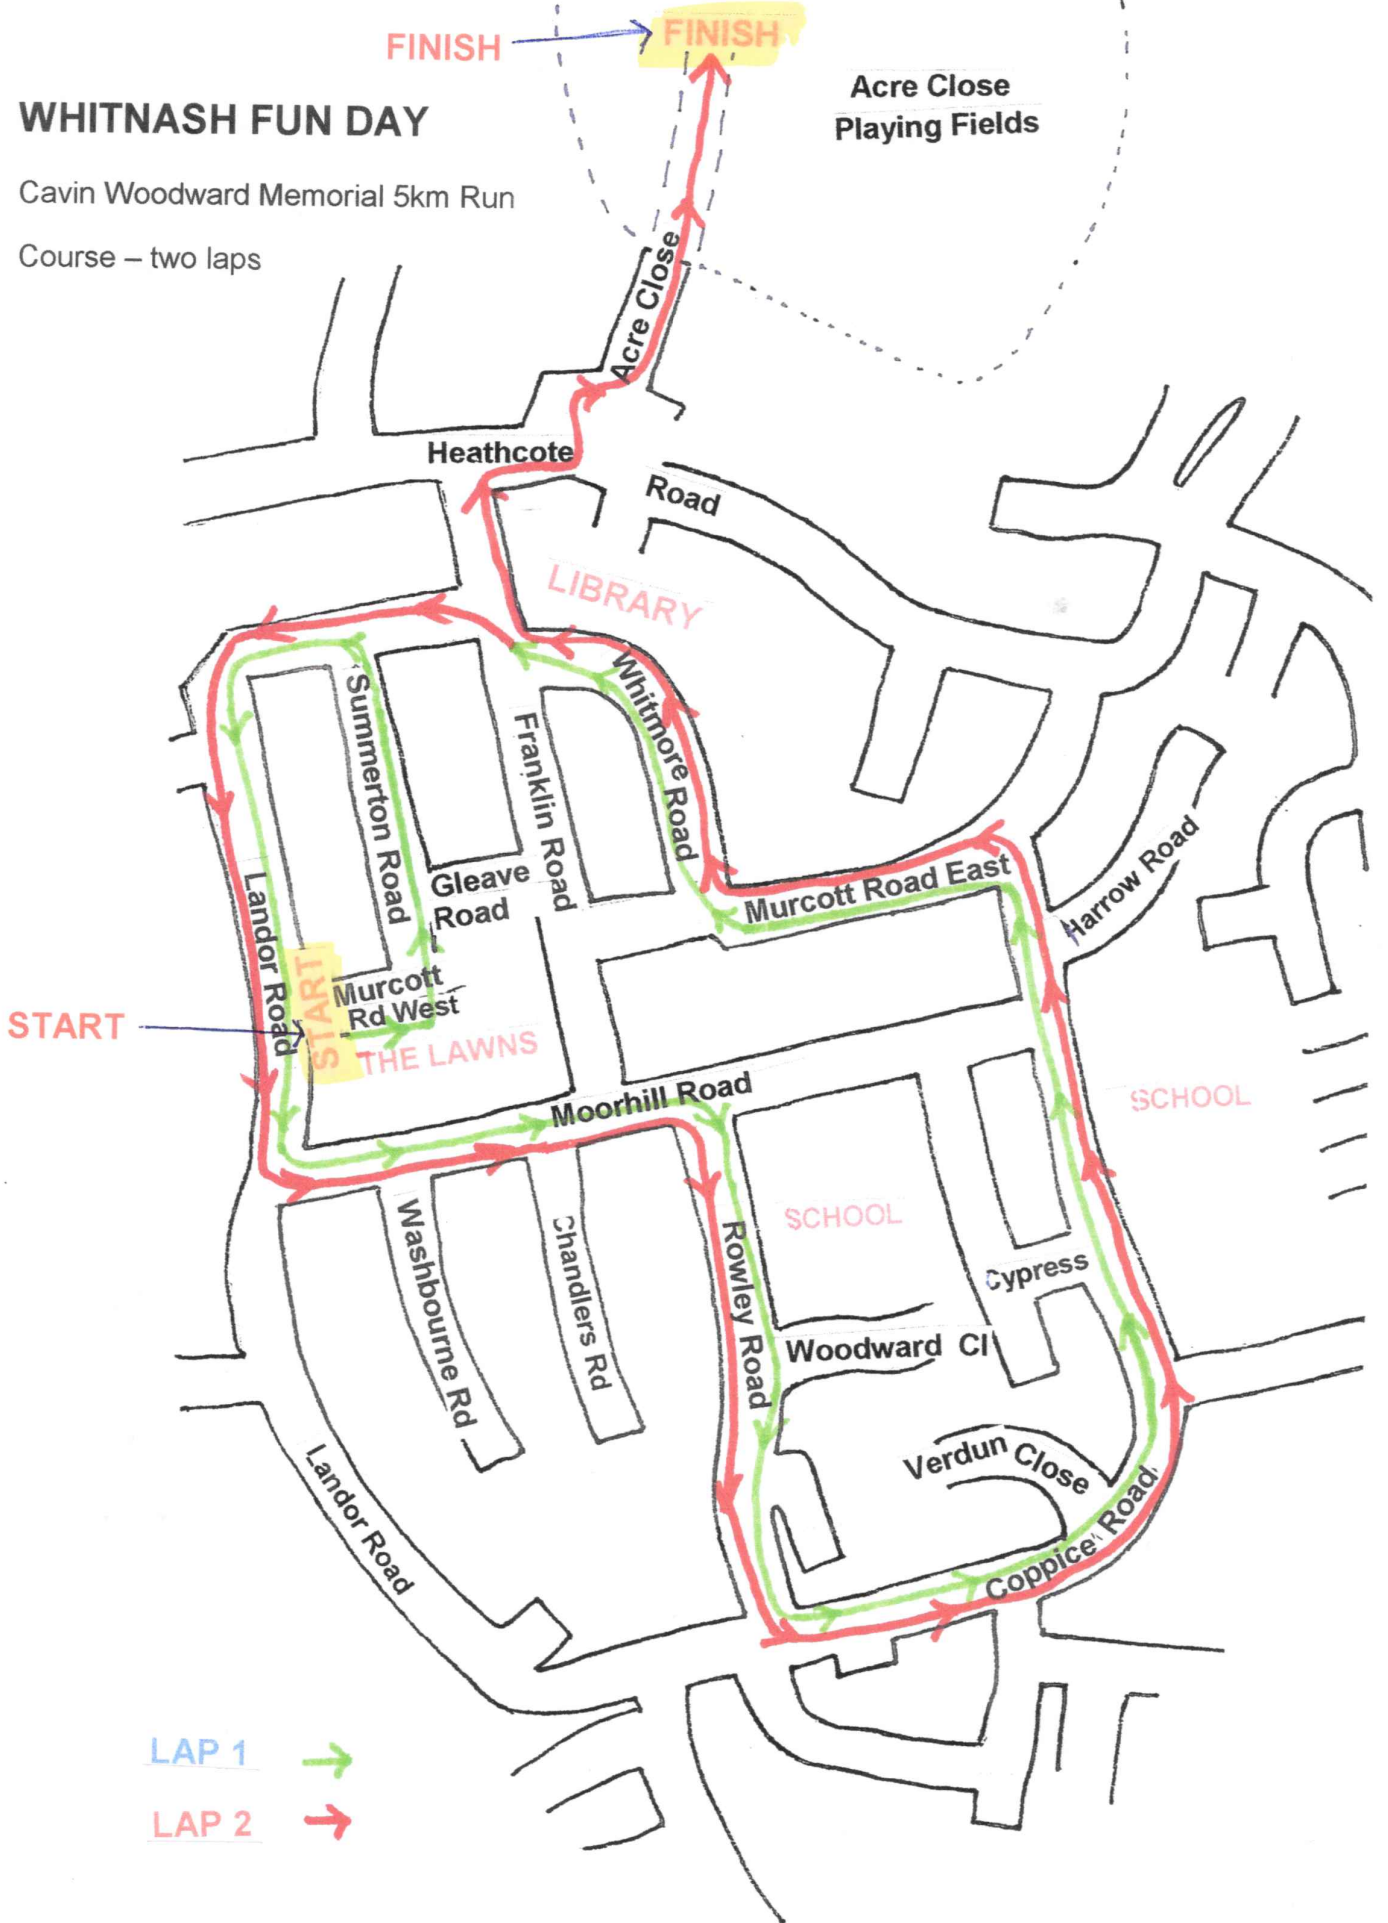 FINISH
FINISH
WHITNASH FUN DAY
Acre Close
Playing Fields
Cavin Woodward Memorial 5km Run
Course – two laps
Acre Close
Heathcote
Road
LIBRARY
Whitmore Road
Summerton Road
Franklin Road
Gleave
Road
Murcott Road East
Harrow Road
Landor Road
START
START
Murcott
Rd West
THE LAWNS
Moorhill Road
SCHOOL
SCHOOL
Washbourne Rd
Chandlers Rd
Rowley Road
Cypress
Woodward Cl
Verdun Close
Landor Road
Coppice Road
LAP 1
LAP 2